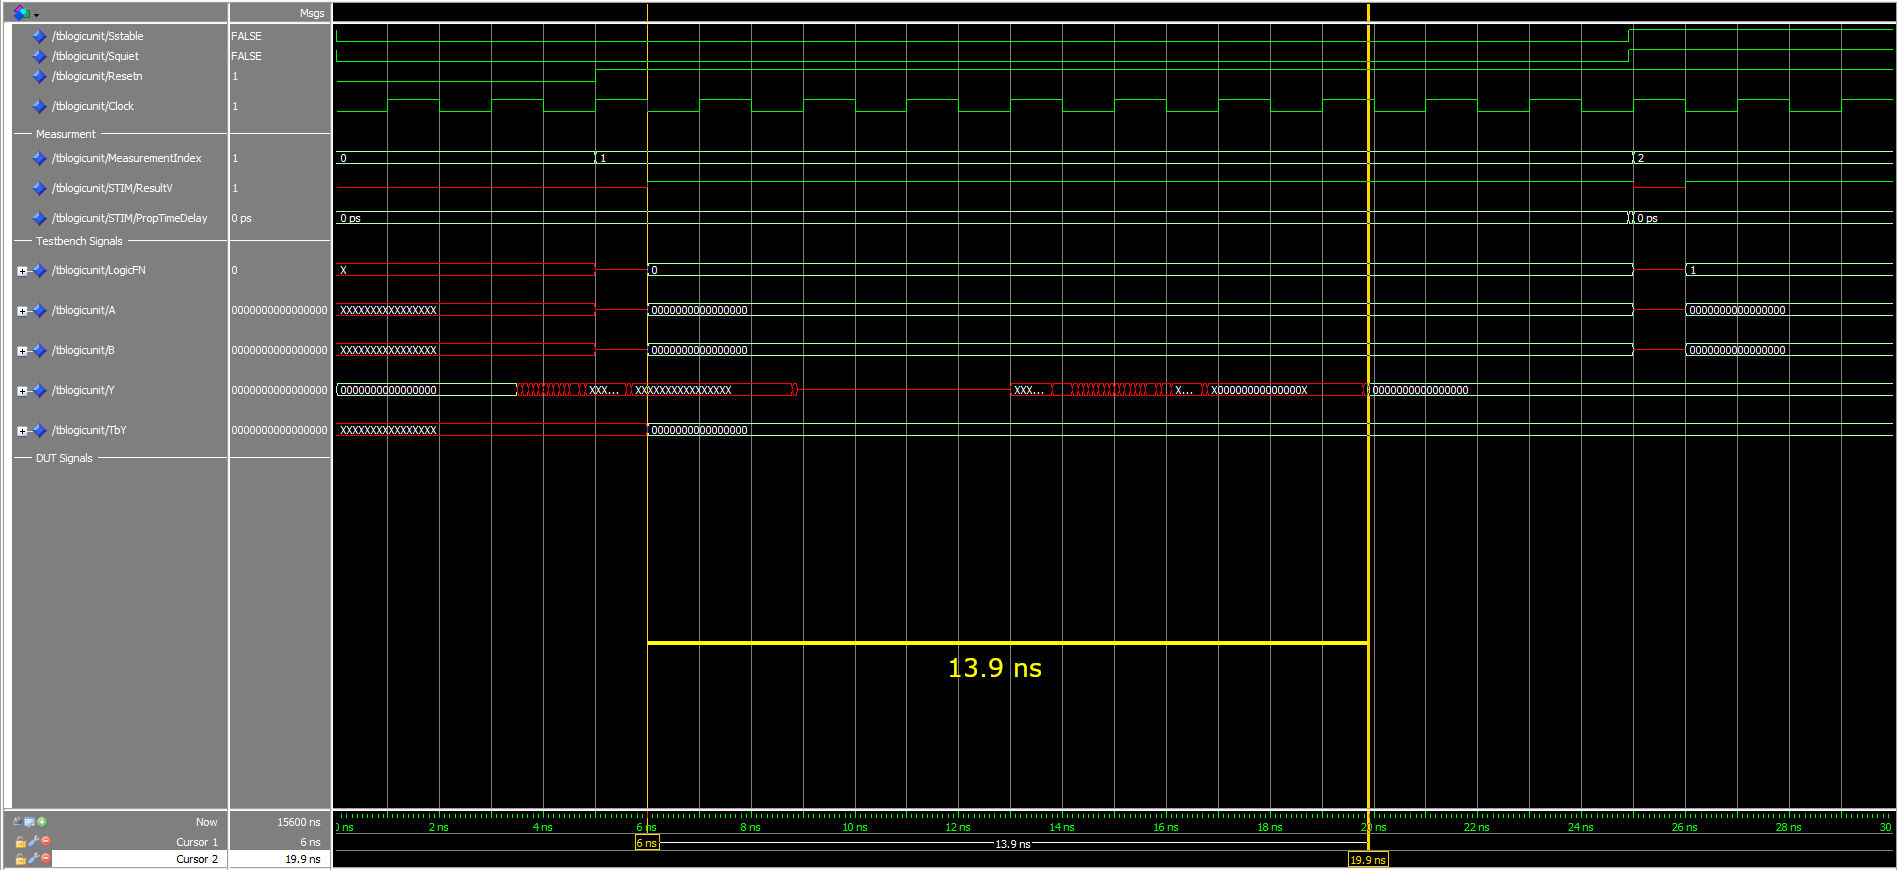 Msgs
/tblogicunit/Sstable FALSE
/tblogicunit/Squiet FALSE
/tblogicunit/Resetn 1
/tblogicunit/Clock 1
Measurment
/tblogicunit/MeasurementIndex 1 0 1 2
/tblogicunit/STIM/ResultV 1
/tblogicunit/STIM/PropTimeDelay 0 ps 0 ps 0 ps
Testbench Signals
/tblogicunit/LogicFN 0 X 0 1
/tblogicunit/A 0000000000000000 XXXXXXXXXXXXXXXX 0000000000000000 0000000000000000
/tblogicunit/B 0000000000000000 XXXXXXXXXXXXXXXX 0000000000000000 0000000000000000
/tblogicunit/Y 0000000000000000 0000000000000000 XXX... XXXXXXXXXXXXXXXX XXX... X... X00000000000000X 0000000000000000
/tblogicunit/TbY 0000000000000000 XXXXXXXXXXXXXXXX 0000000000000000
DUT Signals
13.9 ns
Now 15600 ns
0 ns 2 ns 4 ns 6 ns 8 ns 10 ns 12 ns 14 ns 16 ns 18 ns 20 ns 22 ns 24 ns 26 ns 28 ns 30
Cursor 1 6 ns 6 ns 13.9 ns
Cursor 2 19.9 ns 19.9 ns